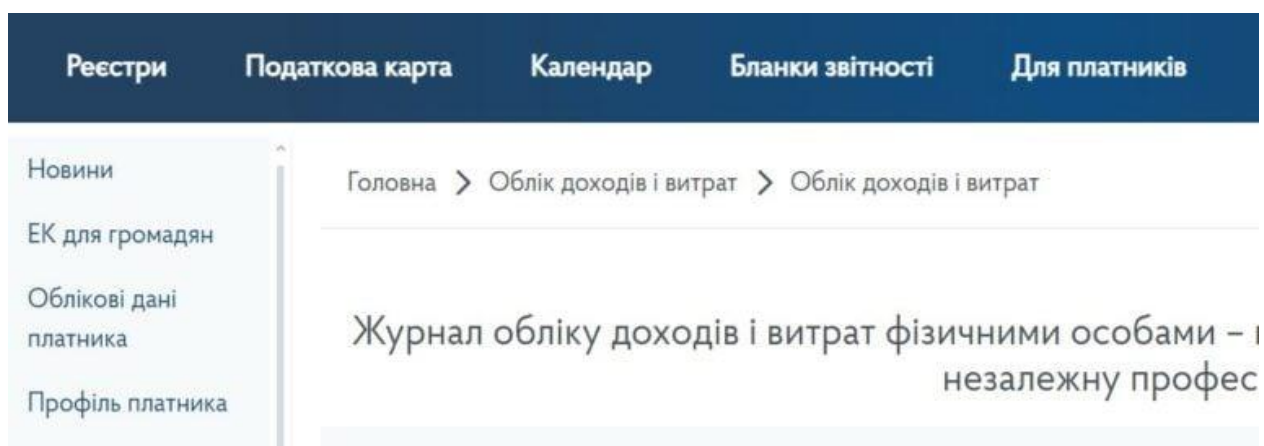 Реєстри Податкова карта Календар Бланки звітності Для платників
Новини
ЕК для громадян
Облікові дані
платника
Профіль платника
Головна > Облік доходів і витрат > Облік доходів і витрат
Журнал обліку доходів і витрат фізичними особами –
незалежну